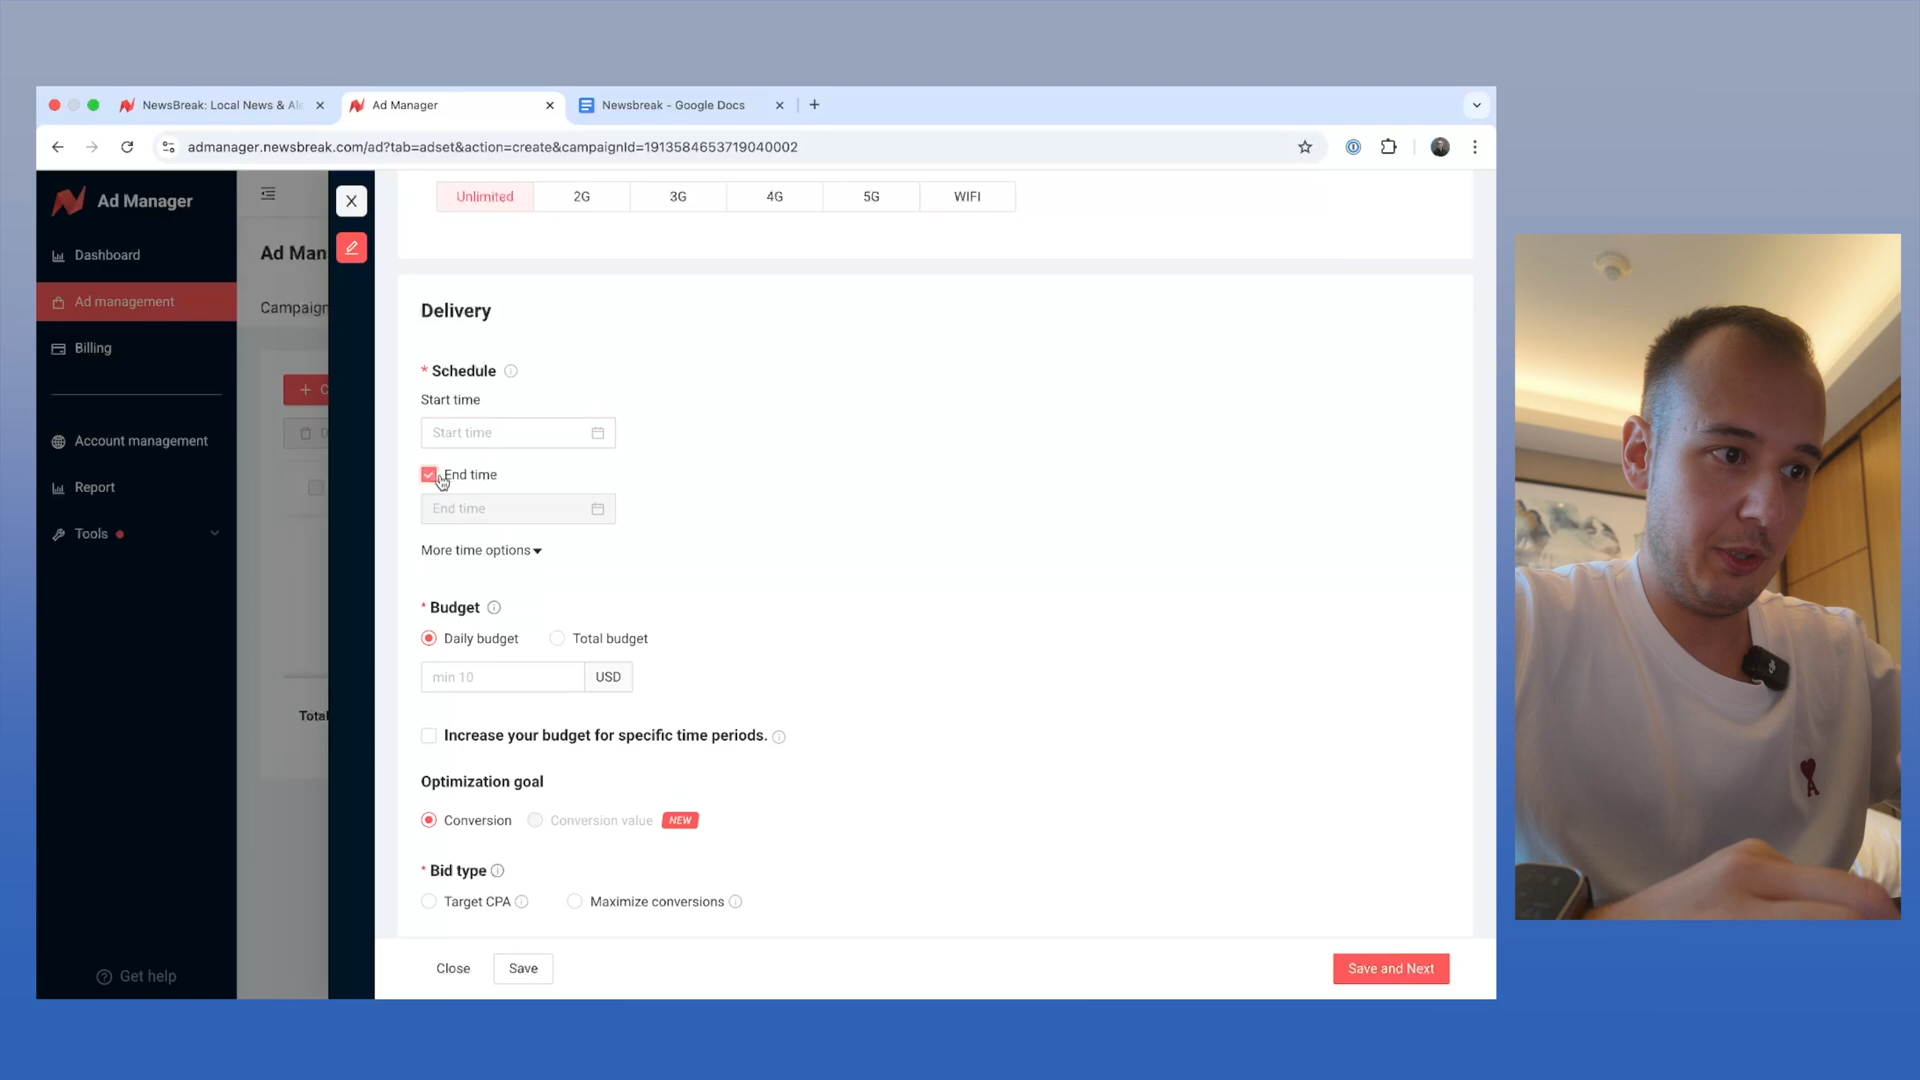 NewsBreak: Local News & Ale
Ad Manager
Newsbreak - Google Docs
admanager.newsbreak.com/ad?tab=adset&action=create&campaignId=1913584653719040002
Ad Manager
Dashboard
Ad management
Billing
Account management
Report
Tools
Get help
Ad Man
Campaign
+ C
D
Total
X
Unlimited
2G
3G
4G
5G
WIFI
Delivery
* Schedule
Start time
Start time
End time
End time
More time options
* Budget
Daily budget
Total budget
min 10
USD
Increase your budget for specific time periods.
Optimization goal
Conversion
Conversion value
NEW
* Bid type
Target CPA
Maximize conversions
Close
Save
Save and Next
A